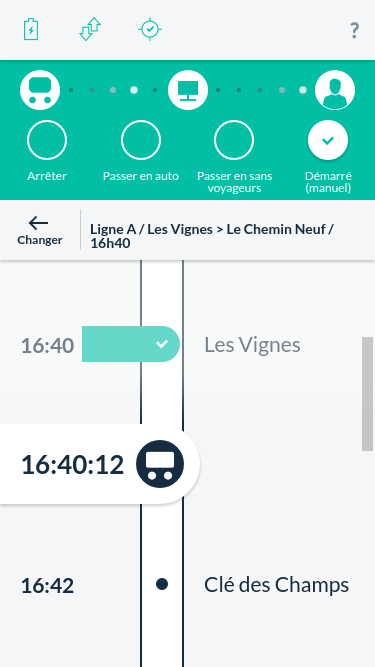 ?
Arrêter
Passer en auto
Passer en sans
voyageurs
Démarré
(manuel)
Changer
Ligne A / Les Vignes > Le Chemin Neuf /
16h40
16:40
Les Vignes
16:40:12
16:42
Clé des Champs